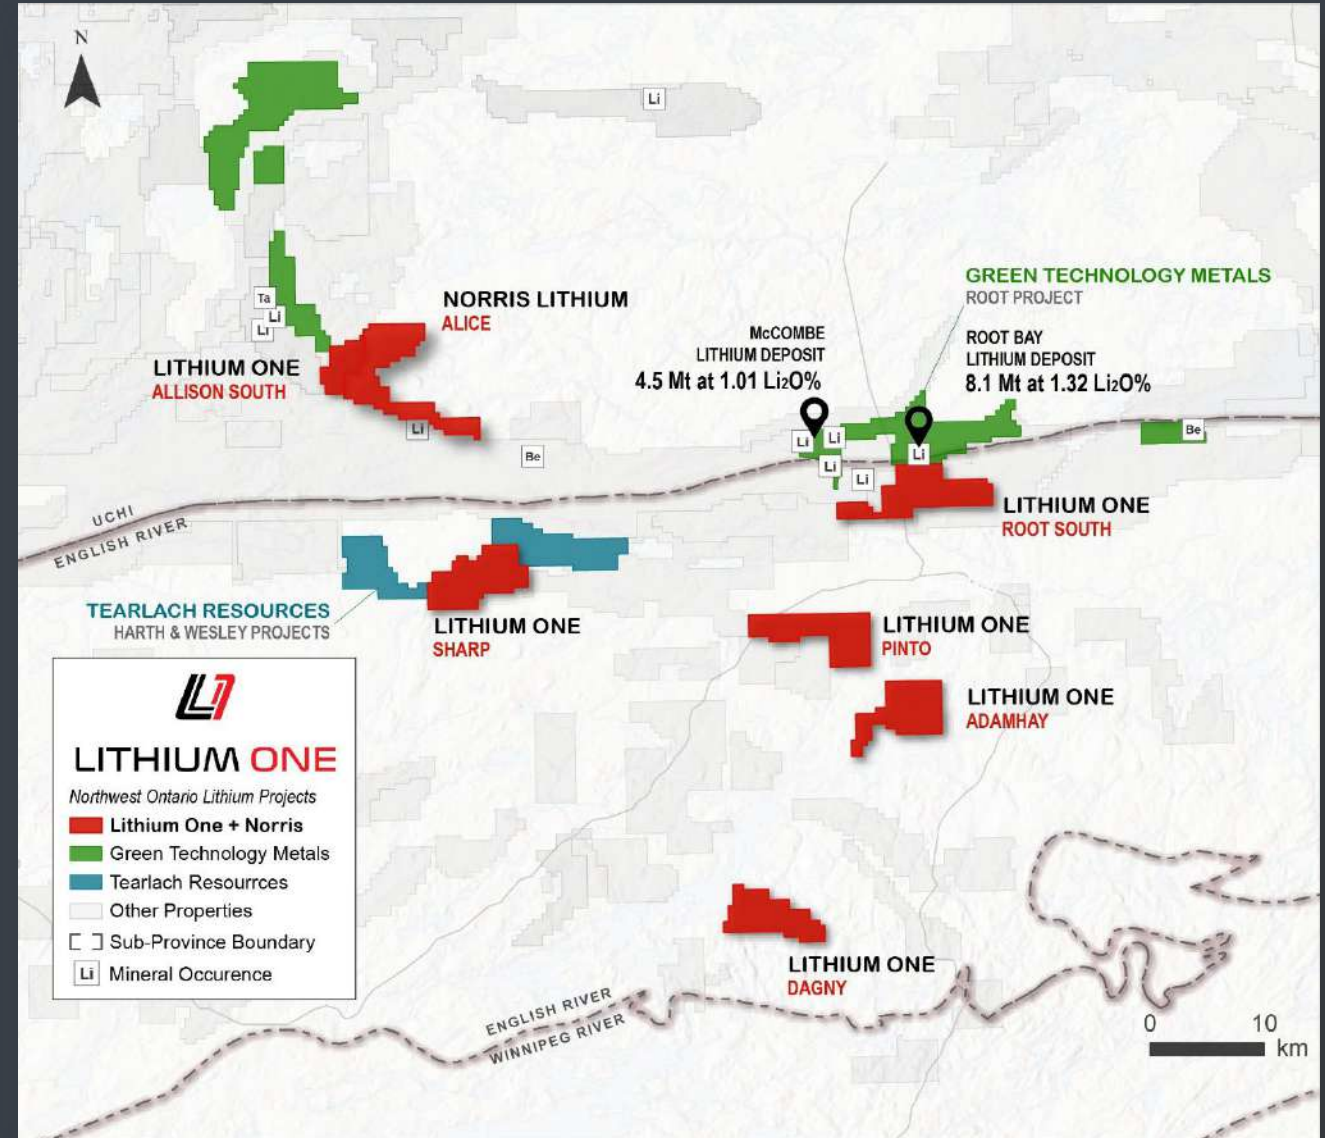 N
Li
Ta
Li
Li
NORRIS LITHIUM
ALICE
LITHIUM ONE
ALLISON SOUTH
Li
Be
GREEN TECHNOLOGY METALS
ROOT PROJECT
McCOMBE
LITHIUM DEPOSIT
4.5 Mt at 1.01 Li₂O%
ROOT BAY
LITHIUM DEPOSIT
8.1 Mt at 1.32 Li₂O%
Li
Li
Li
Li
Li
Be
LITHIUM ONE
ROOT SOUTH
UCHI
ENGLISH RIVER
TEARLACH RESOURCES
HARTH & WESLEY PROJECTS
LITHIUM ONE
SHARP
LITHIUM ONE
PINTO
LITHIUM ONE
ADAMHAY
LITHIUM ONE
DAGNY
ENGLISH RIVER
WINNIPEG RIVER
LITHIUM ONE
Northwest Ontario Lithium Projects
Lithium One + Norris
Green Technology Metals
Tearlach Resourrces
Other Properties
Sub-Province Boundary
Li Mineral Occurence
0 10
km